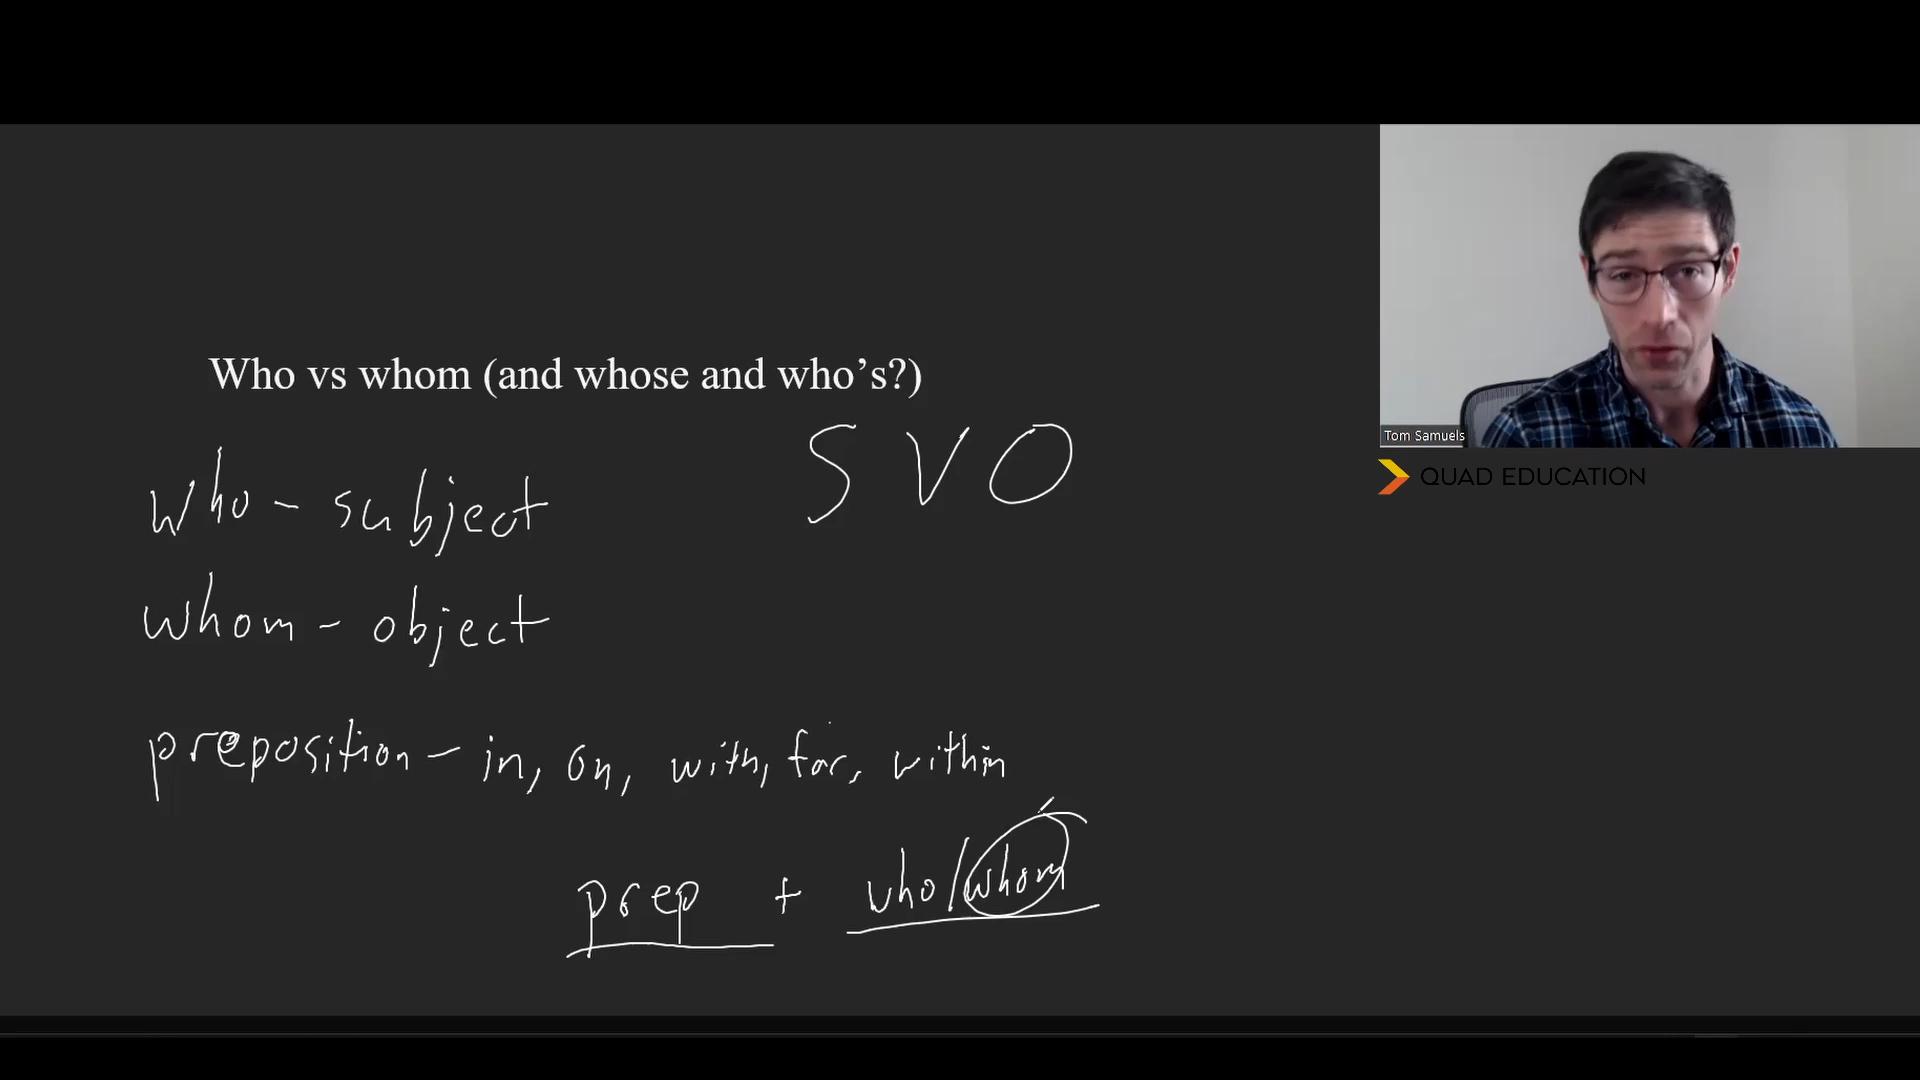 Who vs whom (and whose and who's?)
S V O
who - subject
whom - object
preposition - in, on, with, for, within
prep + who/whom
Tom Samuels
QUAD EDUCATION